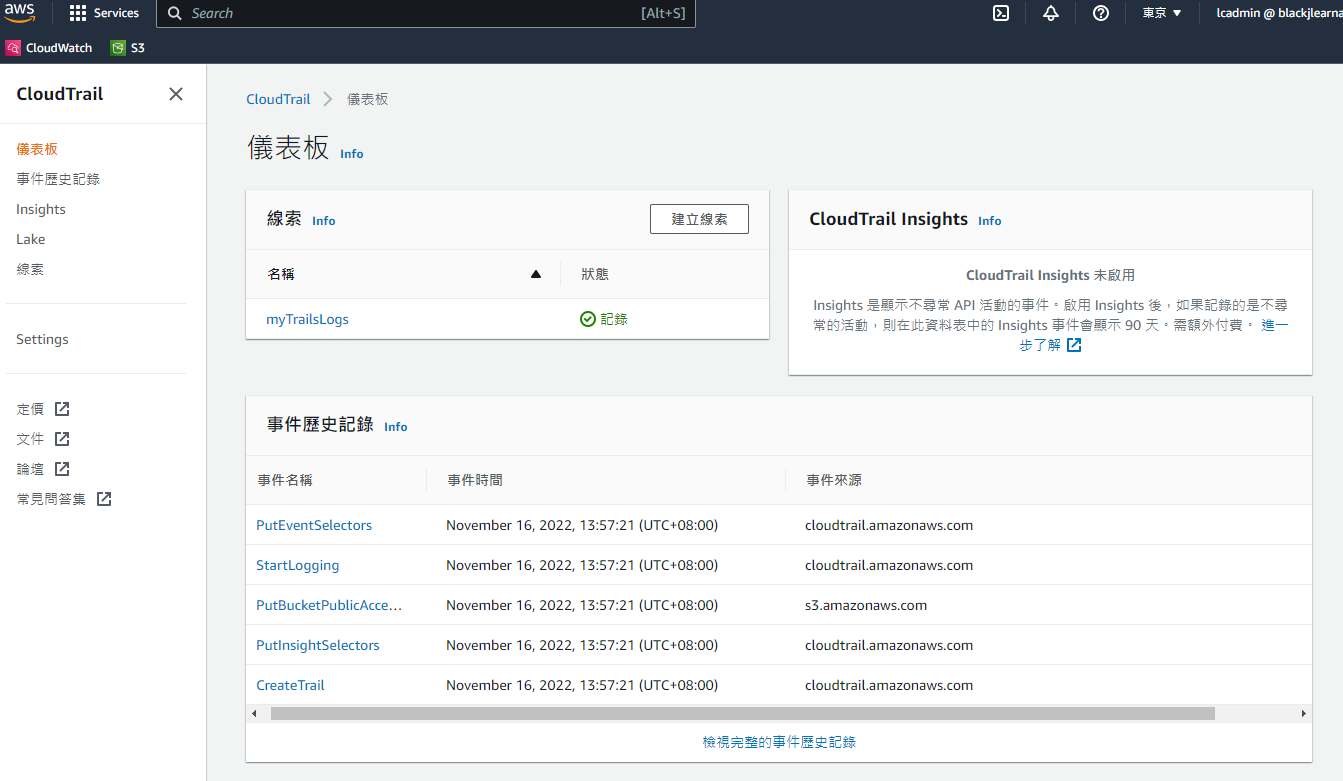 aws
Services
Search
[Alt+S]
東京 ▼
lcadmin @ blackjlearna
CloudWatch
S3
CloudTrail
儀表板
事件歷史記錄
Insights
Lake
線索
Settings
定價
文件
論壇
常見問答集
CloudTrail
儀表板
儀表板 Info
線索 Info
建立線索
名稱
狀態
myTrailsLogs
記錄
CloudTrail Insights Info
CloudTrail Insights 未啟用
Insights 是顯示不尋常 API 活動的事件。啟用 Insights 後，如果記錄的是不尋
常的活動，則在此資料表中的 Insights 事件會顯示 90 天。需額外付費。 進一
步了解
事件歷史記錄 Info
事件名稱 事件時間 事件來源
PutEventSelectors November 16, 2022, 13:57:21 (UTC+08:00) cloudtrail.amazonaws.com
StartLogging November 16, 2022, 13:57:21 (UTC+08:00) cloudtrail.amazonaws.com
PutBucketPublicAcce... November 16, 2022, 13:57:21 (UTC+08:00) s3.amazonaws.com
PutInsightSelectors November 16, 2022, 13:57:21 (UTC+08:00) cloudtrail.amazonaws.com
CreateTrail November 16, 2022, 13:57:21 (UTC+08:00) cloudtrail.amazonaws.com
檢視完整的事件歷史記錄